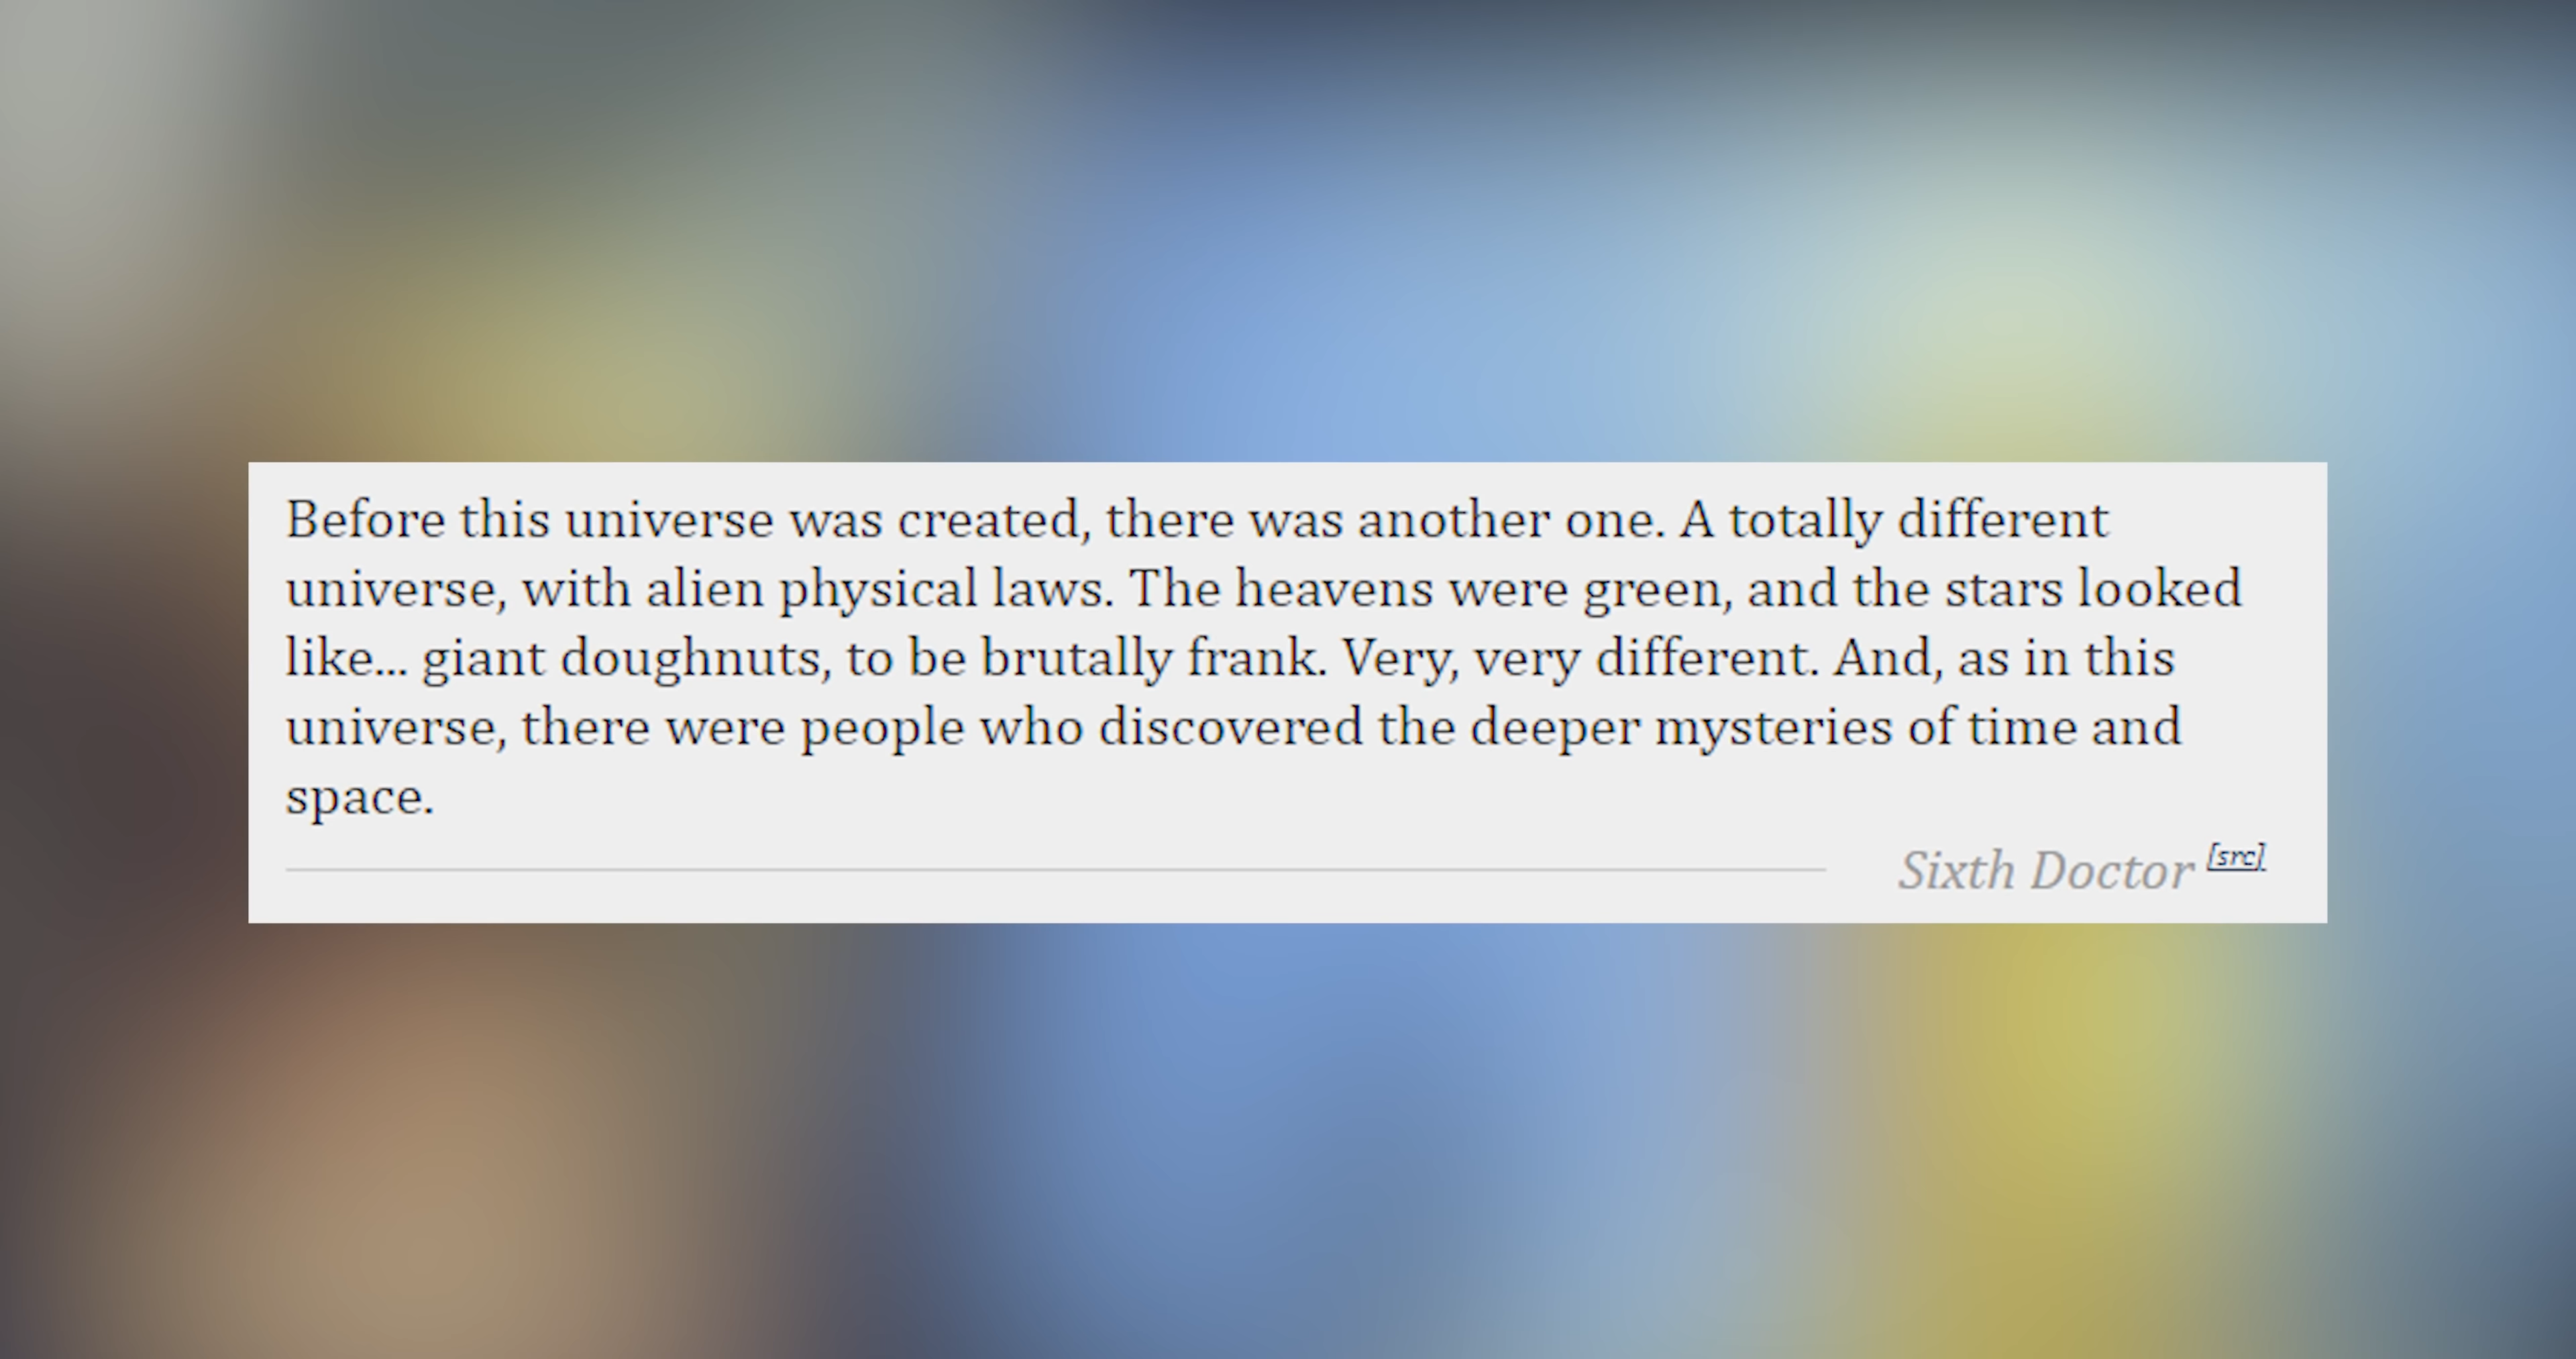 Before this universe was created, there was another one. A totally different
universe, with alien physical laws. The heavens were green, and the stars looked
like... giant doughnuts, to be brutally frank. Very, very different. And, as in this
universe, there were people who discovered the deeper mysteries of time and
space.
Sixth Doctor [src]